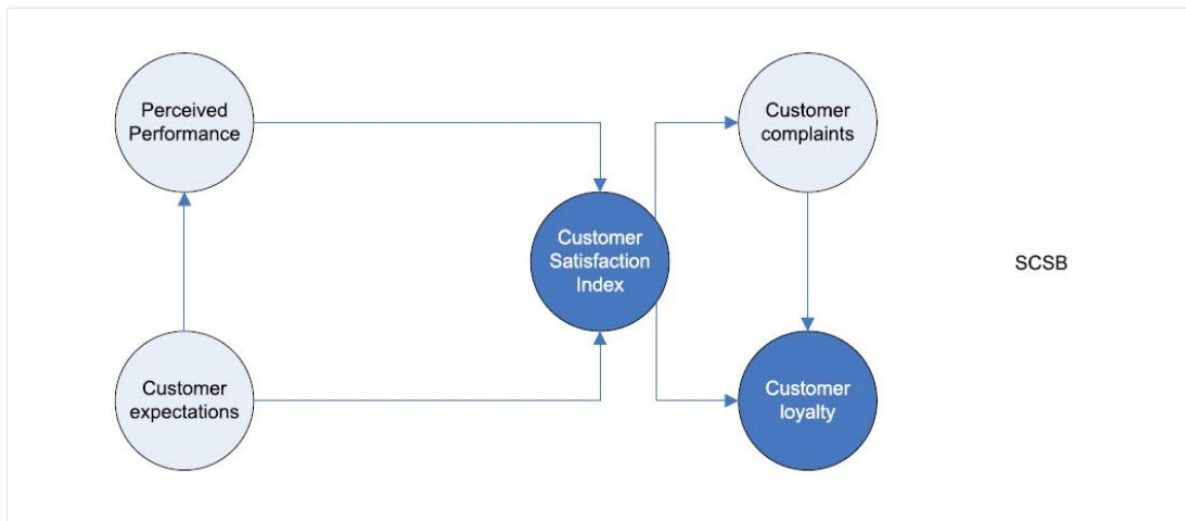 Perceived
Performance
Customer
complaints
Customer
Satisfaction
Index
SCSB
Customer
expectations
Customer
loyalty